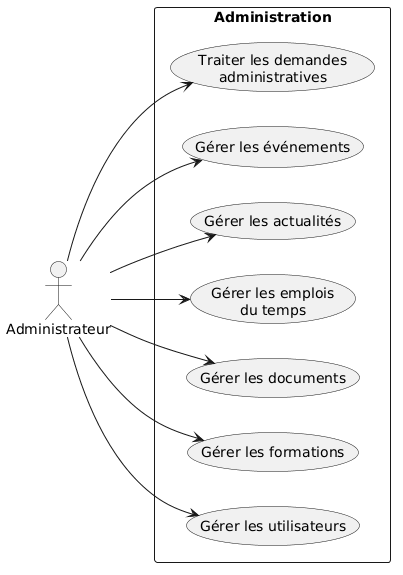 Administration
Traiter les demandes
administratives
Gérer les événements
Gérer les actualités
Gérer les emplois
du temps
Administrateur
Gérer les documents
Gérer les formations
Gérer les utilisateurs